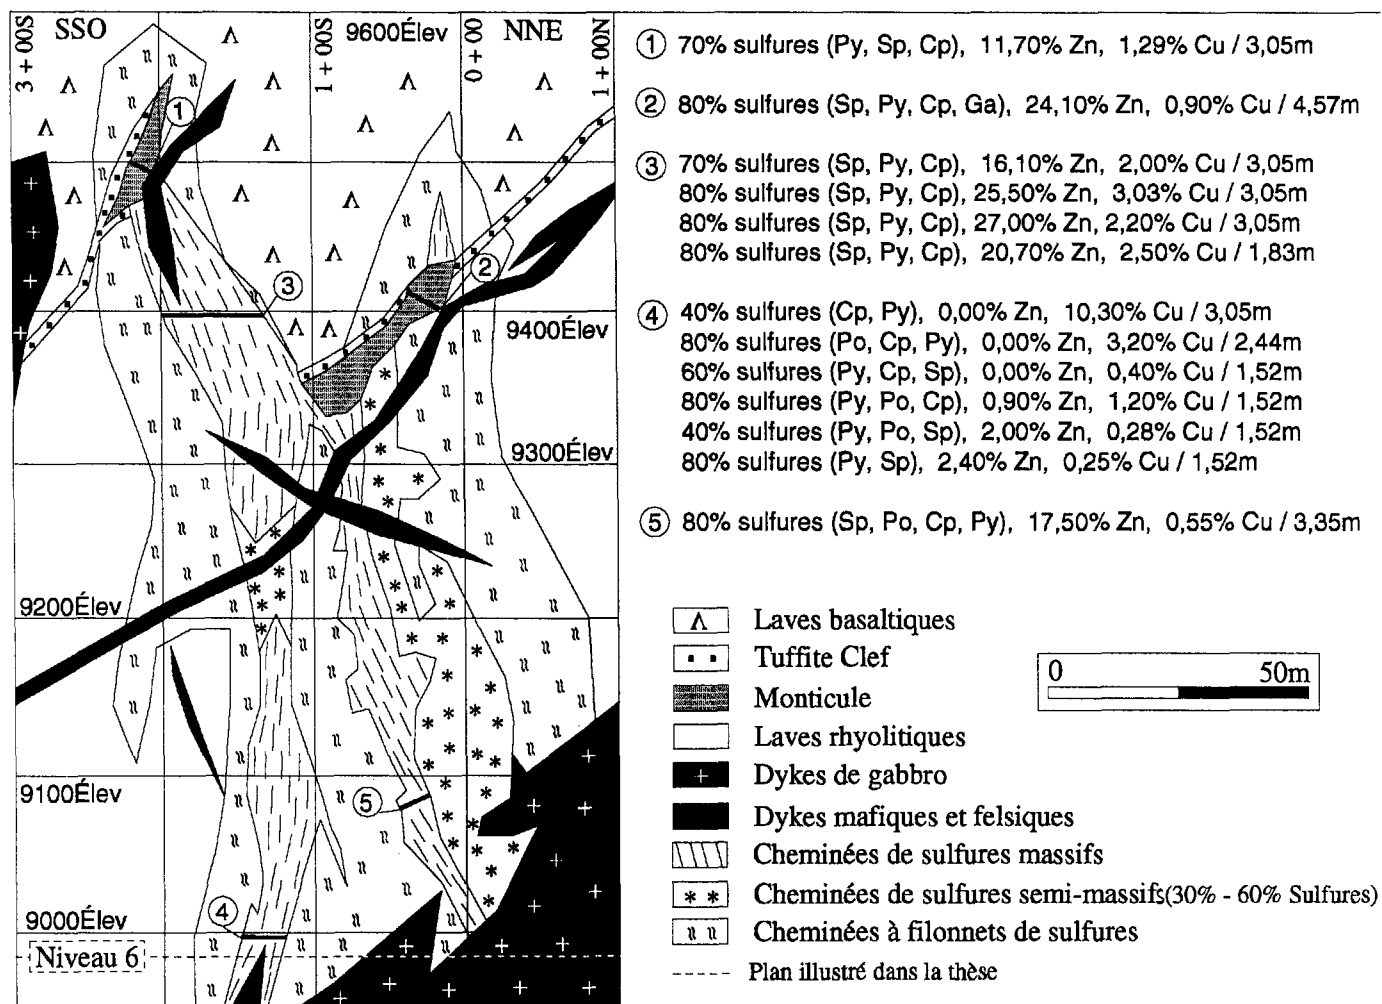 3+00S
SSO
1+00S
9600Élev
0+00
NNE
1+00N
1
2
3
9400Élev
9300Élev
9200Élev
9100Élev
5
4
9000Élev
Niveau 6
1 70% sulfures (Py, Sp, Cp), 11,70% Zn, 1,29% Cu / 3,05m
2 80% sulfures (Sp, Py, Cp, Ga), 24,10% Zn, 0,90% Cu / 4,57m
3 70% sulfures (Sp, Py, Cp), 16,10% Zn, 2,00% Cu / 3,05m
80% sulfures (Sp, Py, Cp), 25,50% Zn, 3,03% Cu / 3,05m
80% sulfures (Sp, Py, Cp), 27,00% Zn, 2,20% Cu / 3,05m
80% sulfures (Sp, Py, Cp), 20,70% Zn, 2,50% Cu / 1,83m
4 40% sulfures (Cp, Py), 0,00% Zn, 10,30% Cu / 3,05m
80% sulfures (Po, Cp, Py), 0,00% Zn, 3,20% Cu / 2,44m
60% sulfures (Py, Cp, Sp), 0,00% Zn, 0,40% Cu / 1,52m
80% sulfures (Py, Po, Cp), 0,90% Zn, 1,20% Cu / 1,52m
40% sulfures (Py, Po, Sp), 2,00% Zn, 0,28% Cu / 1,52m
80% sulfures (Py, Sp), 2,40% Zn, 0,25% Cu / 1,52m
5 80% sulfures (Sp, Po, Cp, Py), 17,50% Zn, 0,55% Cu / 3,35m
Laves basaltiques
Tuffite Clef
Monticule
Laves rhyolitiques
Dykes de gabbro
Dykes mafiques et felsiques
Cheminées de sulfures massifs
Cheminées de sulfures semi-massifs(30% - 60% Sulfures)
Cheminées à filonnets de sulfures
Plan illustré dans la thèse
0 50m